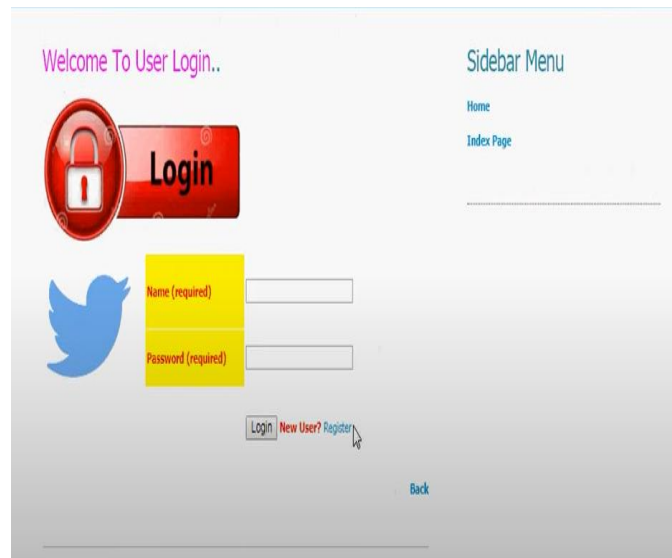 Welcome To User Login..
Sidebar Menu
Home
Index Page
Login
Name (required)
Password (required)
Login New User? Register
Back